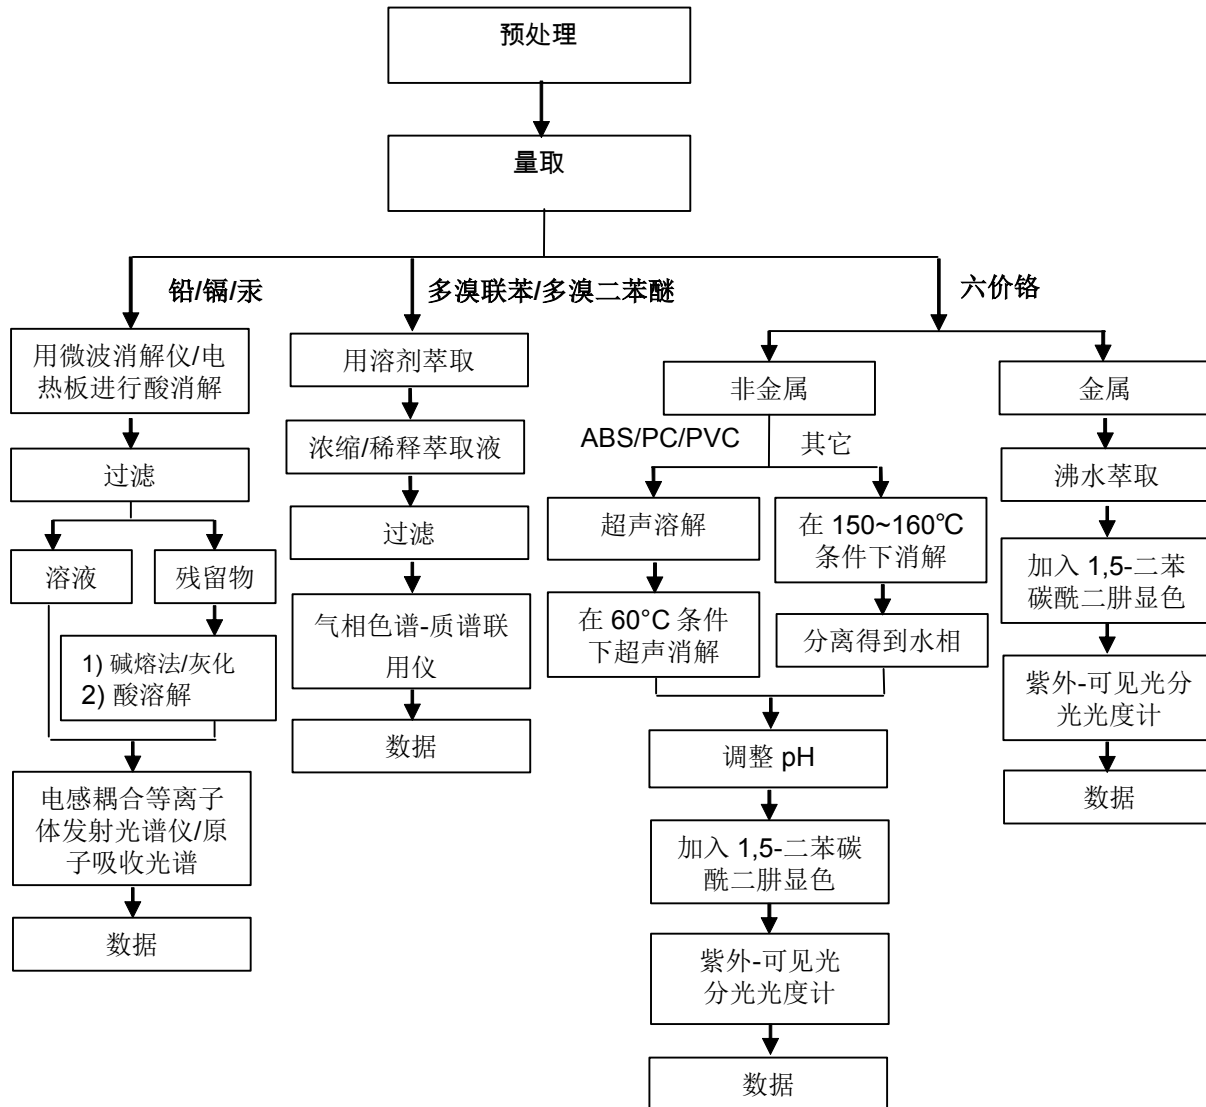 预处理
量取
铅/镉/汞
多溴联苯/多溴二苯醚
六价铬
用微波消解仪/电
热板进行酸消解
过滤
溶液
残留物
1) 碱熔法/灰化
2) 酸溶解
电感耦合等离子
体发射光谱仪/原
子吸收光谱
数据
用溶剂萃取
浓缩/稀释萃取液
过滤
气相色谱-质谱联
用仪
数据
非金属
ABS/PC/PVC
其它
超声溶解
在 60°C 条件
下超声消解
在 150~160℃
条件下消解
分离得到水相
调整 pH
加入 1,5-二苯碳
酰二肼显色
紫外-可见光
分光光度计
数据
金属
沸水萃取
加入 1,5-二苯
碳酰二肼显色
紫外-可见光分
光光度计
数据